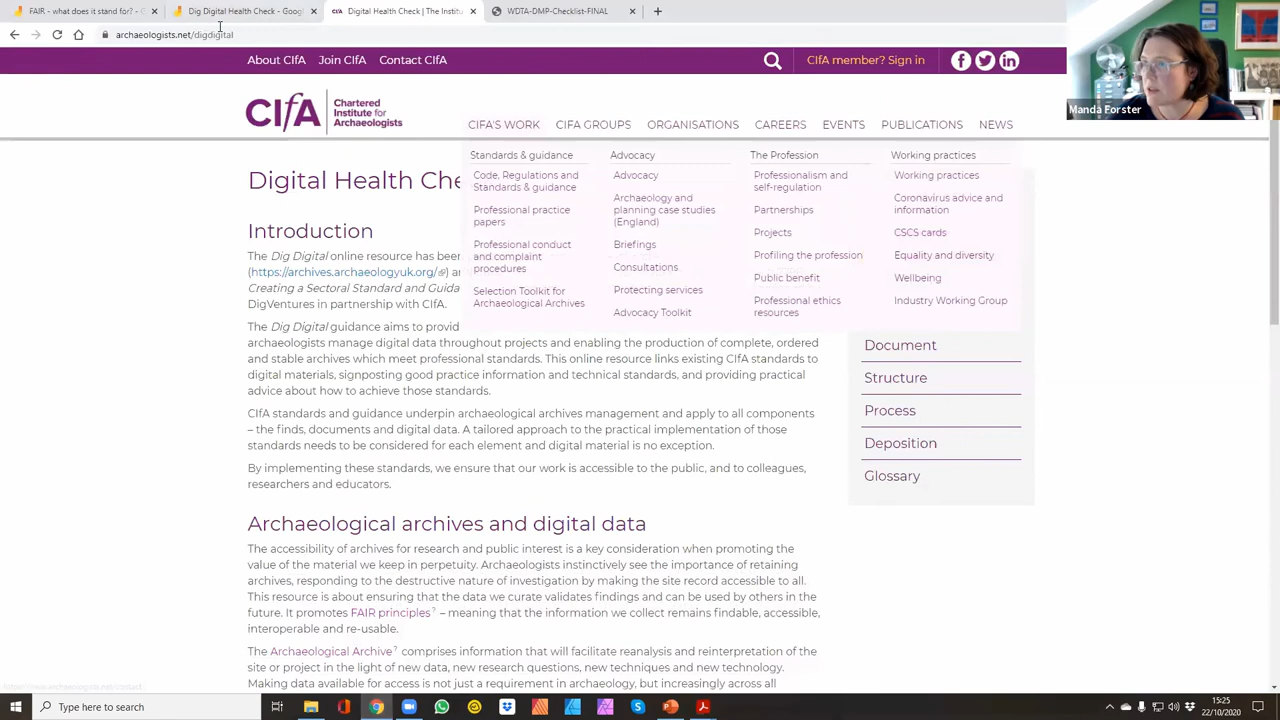 FAIR - what does it stand for? - G
Dig Digital Health Check - Googl
Digital Health Check | The Institu
WDTA-DMP-Checklist-FINAL
archaeologists.net/digdigital
About CIfA
Join CIfA
Contact CIfA
CIfA member? Sign in
Manda Forster
CIfA
Chartered
Institute for
Archaeologists
CIFA'S WORK
CIFA GROUPS
ORGANISATIONS
CAREERS
EVENTS
PUBLICATIONS
NEWS
Standards & guidance
Code, Regulations and
Standards & guidance
Professional practice
papers
Professional conduct
and complaint
procedures
Selection Toolkit for
Archaeological Archives
Advocacy
Advocacy
Archaeology and
planning case studies
(England)
Briefings
Consultations
Protecting services
Advocacy Toolkit
The Profession
Professionalism and
self-regulation
Partnerships
Projects
Profiling the profession
Public benefit
Professional ethics
resources
Working practices
Working practices
Coronavirus advice and
information
CSCS cards
Equality and diversity
Wellbeing
Industry Working Group
Digital Health Che
Introduction
The Dig Digital online resource has been
(https://archives.archaeologyuk.org/) an
Creating a Sectoral Standard and Guida
DigVentures in partnership with CIfA.
The Dig Digital guidance aims to provid
archaeologists manage digital data throughout projects and enabling the production of complete, ordered
and stable archives which meet professional standards. This online resource links existing CIfA standards to
digital materials, signposting good practice information and technical standards, and providing practical
advice about how to achieve those standards.
CIfA standards and guidance underpin archaeological archives management and apply to all components
– the finds, documents and digital data. A tailored approach to the practical implementation of those
standards needs to be considered for each element and digital material is no exception.
By implementing these standards, we ensure that our work is accessible to the public, and to colleagues,
researchers and educators.
Archaeological archives and digital data
The accessibility of archives for research and public interest is a key consideration when promoting the
value of the material we keep in perpetuity. Archaeologists instinctively see the importance of retaining
archives, responding to the destructive nature of investigation by making the site record accessible to all.
This resource is about ensuring that the data we curate validates findings and can be used by others in the
future. It promotes FAIR principles ? – meaning that the information we collect remains findable, accessible,
interoperable and re-usable.
The Archaeological Archive ? comprises information that will facilitate reanalysis and reinterpretation of the
site or project in the light of new data, new research questions, new techniques and new technology.
Making data available for access is not just a requirement in archaeology, but increasingly across all
Document
Structure
Process
Deposition
Glossary
Type here to search
15:25
22/10/2020